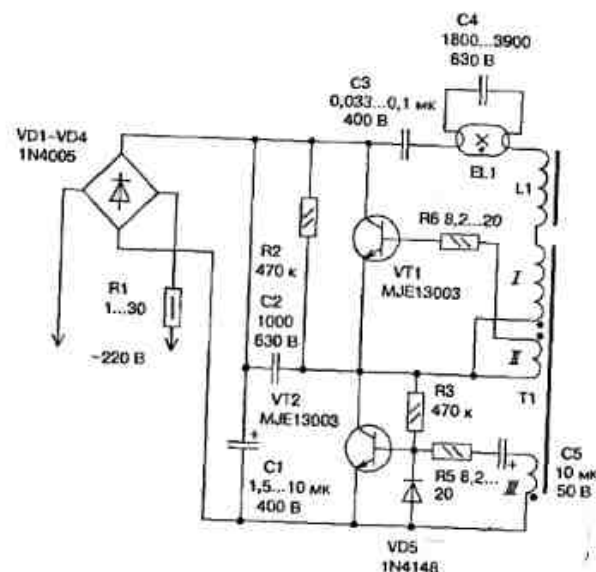 C4
1800...3900
630 В
C3
0,033...0,1 мк
400 В
VD1-VD4
1N4005
EL1
L1
R6 8,2...20
R2
470 к
VT1
MJE13003
I
R1
1...30
C2
1000
630 В
II
~220 В
VT2
MJE13003
R3
470 к
T1
C1
1,5...10 мк
400 В
R5 8,2...
20
III
C5
10 мк
50 В
VD5
1N4148